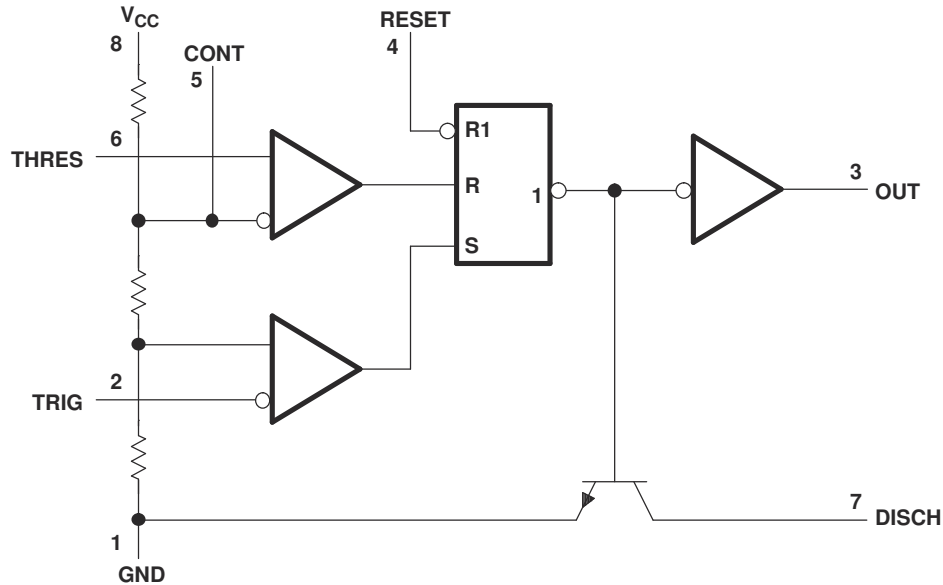 VCC
8
CONT
5
RESET
4
6
THRES
R1
R
1
S
3
OUT
2
TRIG
7
DISCH
1
GND